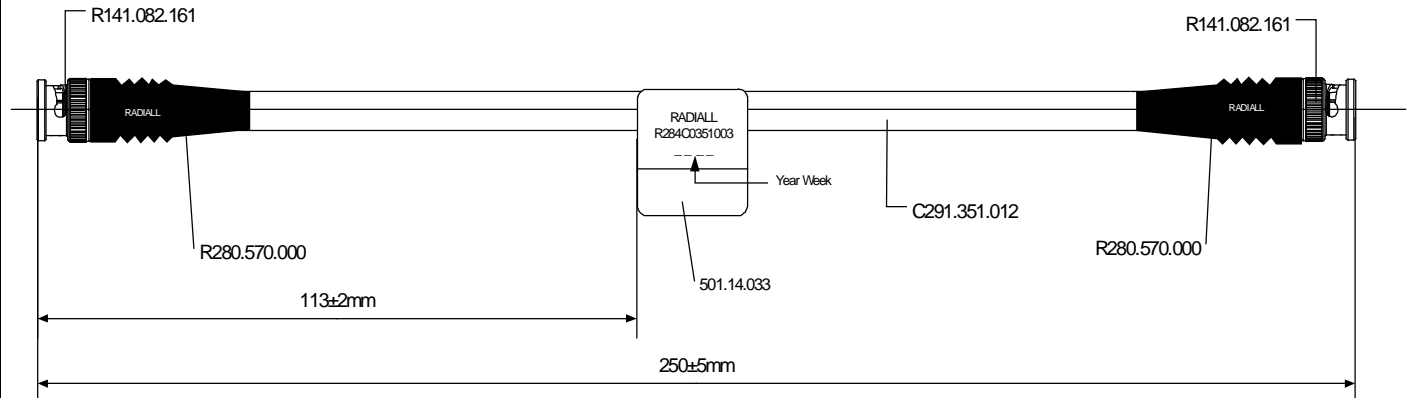 R141.082.161
R141.082.161
RADIALL
RADIALL
RADIALL
R284C0351003
Year Week
C291.351.012
R280.570.000
R280.570.000
501.14.033
113±2mm
250±5mm